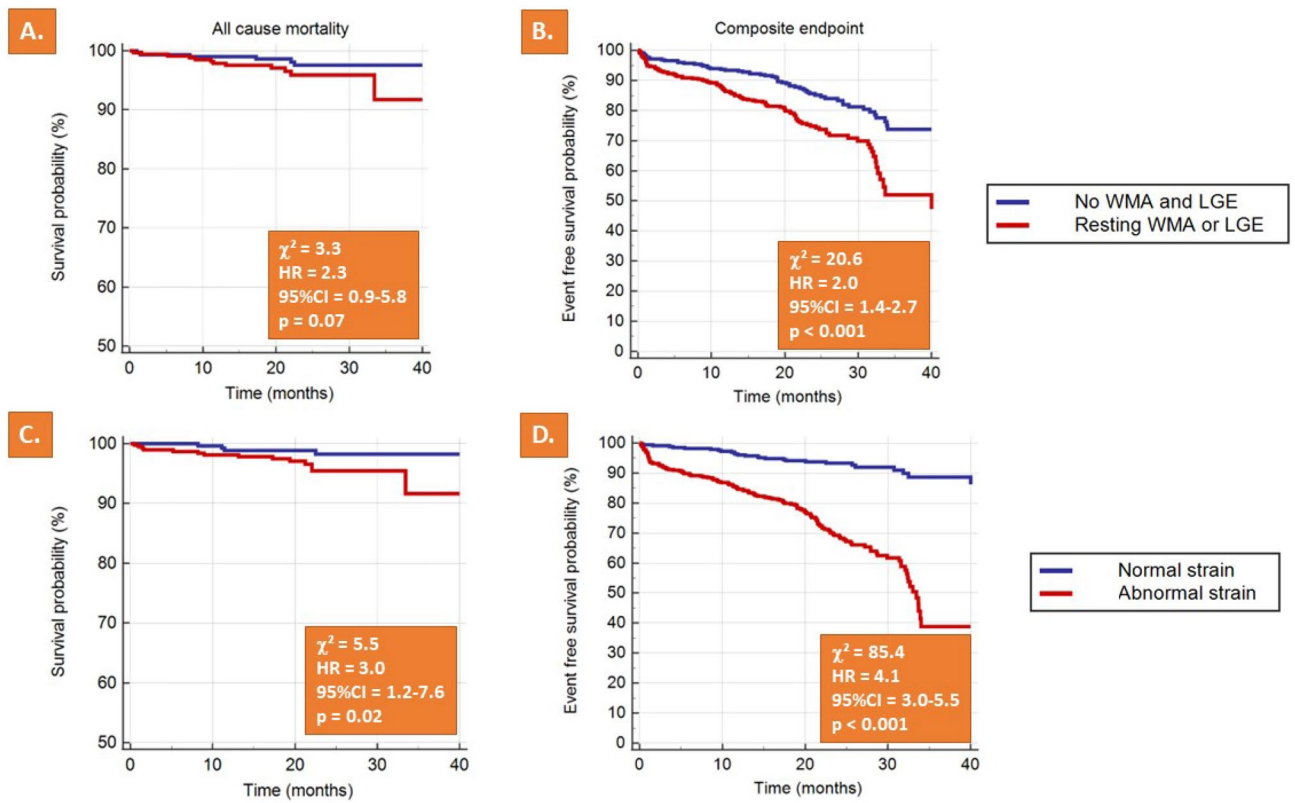 A.
All cause mortality
Survival probability (%)
100
90
80
70
60
50
0 10 20 30 40
Time (months)
χ² = 3.3
HR = 2.3
95%CI = 0.9-5.8
p = 0.07
B.
Composite endpoint
Event free survival probability (%)
100
90
80
70
60
50
40
30
20
10
0
0 10 20 30 40
Time (months)
χ² = 20.6
HR = 2.0
95%CI = 1.4-2.7
p < 0.001
No WMA and LGE
Resting WMA or LGE
C.
Survival probability (%)
100
90
80
70
60
50
0 10 20 30 40
Time (months)
χ² = 5.5
HR = 3.0
95%CI = 1.2-7.6
p = 0.02
D.
Event free survival probability (%)
100
90
80
70
60
50
40
30
20
10
0
0 10 20 30 40
Time (months)
χ² = 85.4
HR = 4.1
95%CI = 3.0-5.5
p < 0.001
Normal strain
Abnormal strain